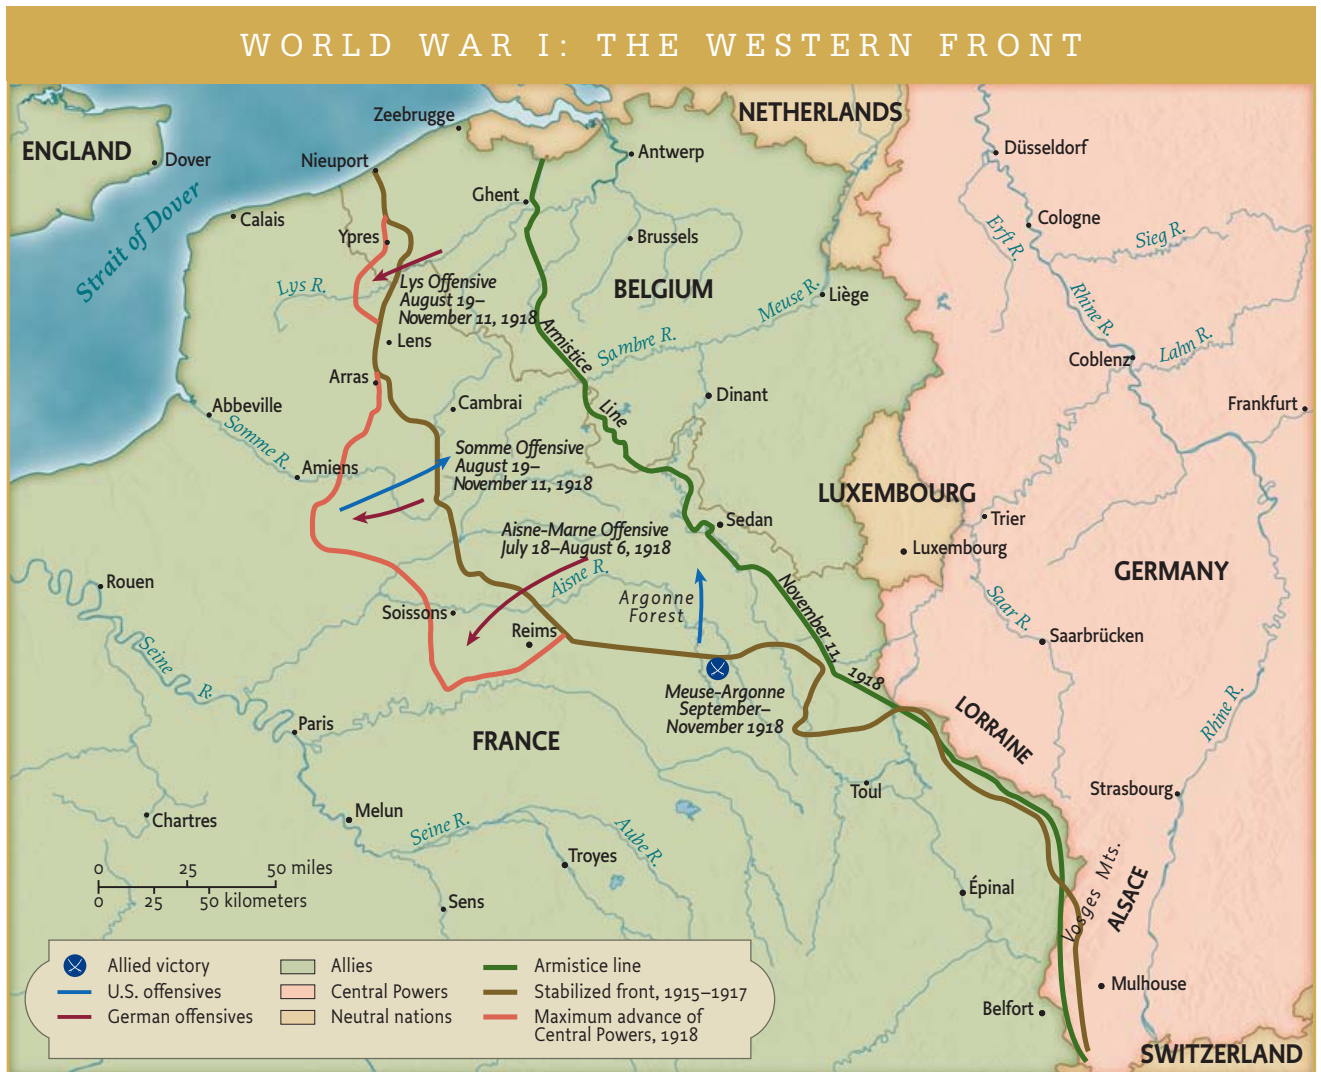 WORLD WAR I: THE WESTERN FRONT
ENGLAND
Dover
Strait of Dover
Calais
Zeebrugge
Nieuport
NETHERLANDS
Antwerp
Ghent
Ypres
Brussels
BELGIUM
Lys R.
Lys Offensive
August 19–
November 11, 1918
Lens
Arras
Armistice
Line
Sambre R.
Meuse R.
Liège
Dinant
Düsseldorf
Cologne
Erft R.
Sieg R.
Rhine R.
Coblenz
Lahn R.
Frankfurt
Abbeville
Somme R.
Amiens
Cambrai
Somme Offensive
August 19–
November 11, 1918
Aisne-Marne Offensive
July 18–August 6, 1918
Aisne R.
Sedan
LUXEMBOURG
Luxembourg
Trier
GERMANY
Saar R.
Saarbrücken
Rouen
Seine
R.
Soissons
Reims
Argonne
Forest
November 11,
1918
Meuse-Argonne
September–
November 1918
Paris
FRANCE
LORRAINE
Rhine R.
Toul
Strasbourg
Chartres
Melun
Seine R.
Aube R.
Troyes
Sens
Épinal
Vosges Mts.
ALSACE
Mulhouse
Belfort
SWITZERLAND
0 25 50 miles
0 25 50 kilometers
Allied victory
U.S. offensives
German offensives
Allies
Central Powers
Neutral nations
Armistice line
Stabilized front, 1915–1917
Maximum advance of
Central Powers, 1918